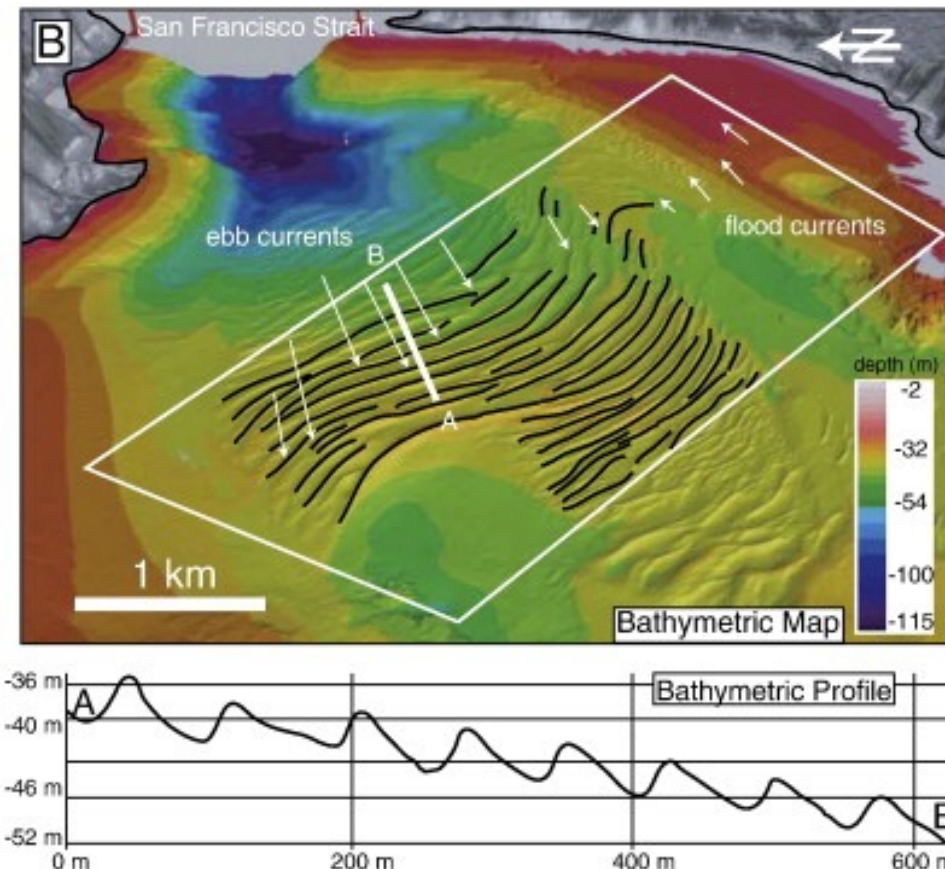 B
San Francisco Strait
N
ebb currents
flood currents
B
A
depth (m)
-2
-32
-54
-100
-115
1 km
Bathymetric Map
-36 m
A
Bathymetric Profile
-40 m
-46 m
-52 m
0 m
200 m
400 m
600 m